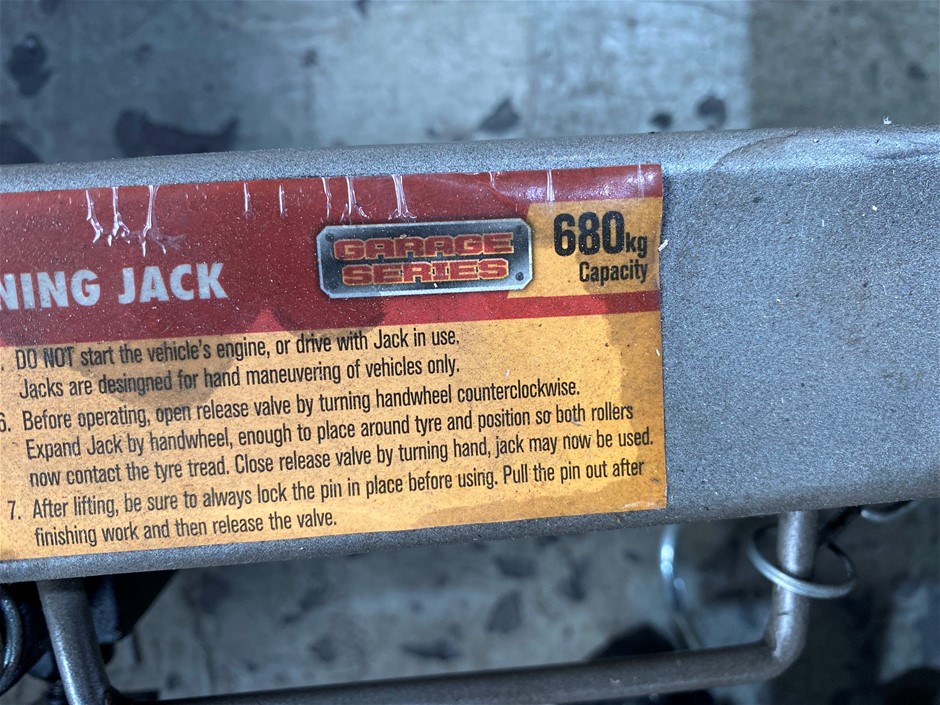 NING JACK
GARAGE
SERIES
680kg
Capacity
. DO NOT start the vehicle's engine, or drive with Jack in use.
Jacks are desingned for hand maneuvering of vehicles only.
6. Before operating, open release valve by turning handwheel counterclockwise.
Expand Jack by handwheel, enough to place around tyre and position so both rollers
now contact the tyre tread. Close release valve by turning hand, jack may now be used.
7. After lifting, be sure to always lock the pin in place before using. Pull the pin out after
finishing work and then release the valve.